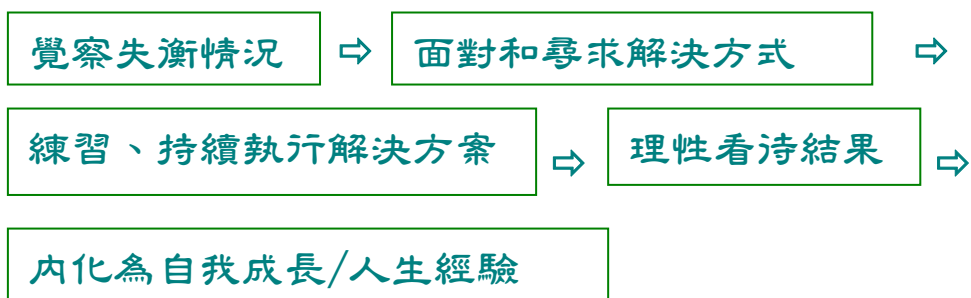 覺察失衡情況 ⇨ 面對和尋求解決方式 ⇨
練習、持續執行解決方案 ⇨ 理性看待結果 ⇨
內化為自我成長/人生經驗